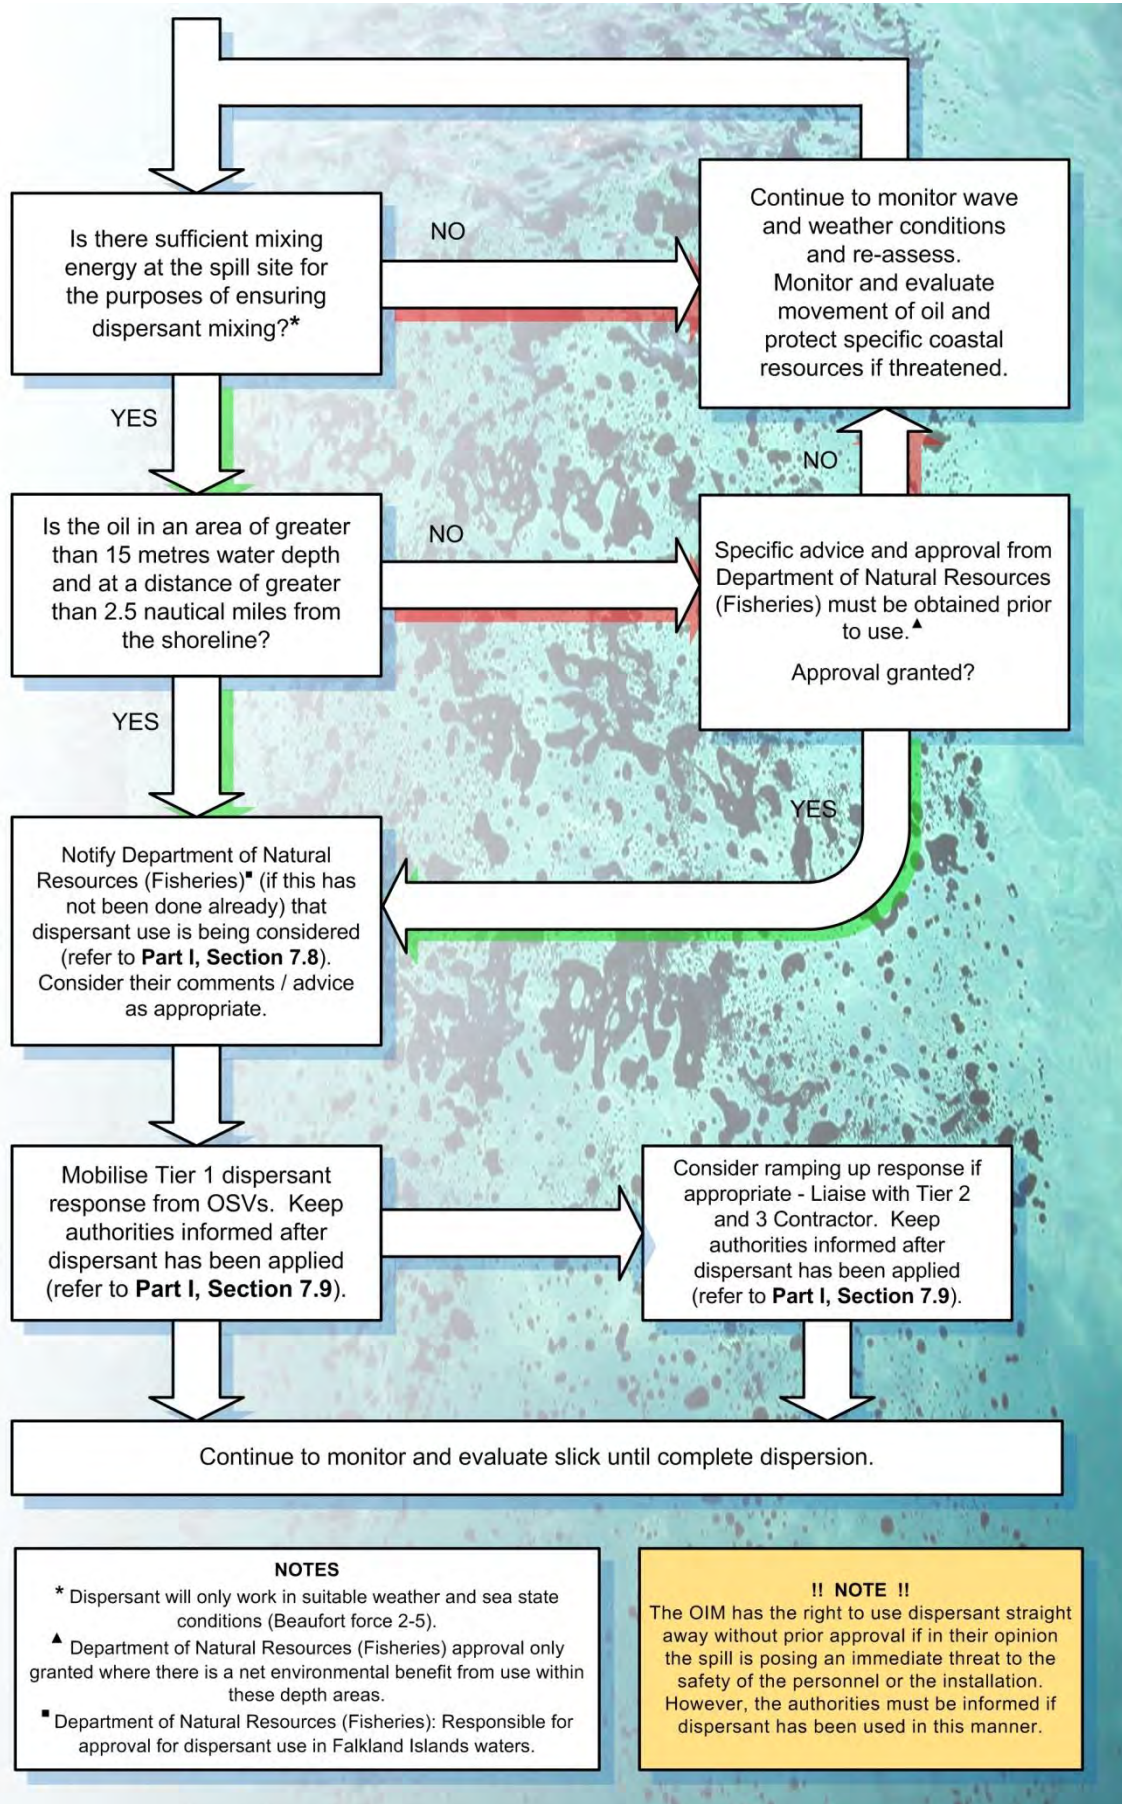 Is there sufficient mixing
energy at the spill site for
the purposes of ensuring
dispersant mixing?*
NO
Continue to monitor wave
and weather conditions
and re-assess.
Monitor and evaluate
movement of oil and
protect specific coastal
resources if threatened.
YES
Is the oil in an area of greater
than 15 metres water depth
and at a distance of greater
than 2.5 nautical miles from
the shoreline?
NO
NO
Specific advice and approval from
Department of Natural Resources
(Fisheries) must be obtained prior
to use.▲
Approval granted?
YES
YES
Notify Department of Natural
Resources (Fisheries)■ (if this has
not been done already) that
dispersant use is being considered
(refer to Part I, Section 7.8).
Consider their comments / advice
as appropriate.
Mobilise Tier 1 dispersant
response from OSVs. Keep
authorities informed after
dispersant has been applied
(refer to Part I, Section 7.9).
Consider ramping up response if
appropriate - Liaise with Tier 2
and 3 Contractor. Keep
authorities informed after
dispersant has been applied
(refer to Part I, Section 7.9).
Continue to monitor and evaluate slick until complete dispersion.
NOTES
* Dispersant will only work in suitable weather and sea state
conditions (Beaufort force 2-5).
▲ Department of Natural Resources (Fisheries) approval only
granted where there is a net environmental benefit from use within
these depth areas.
■ Department of Natural Resources (Fisheries): Responsible for
approval for dispersant use in Falkland Islands waters.
!! NOTE !!
The OIM has the right to use dispersant straight
away without prior approval if in their opinion
the spill is posing an immediate threat to the
safety of the personnel or the installation.
However, the authorities must be informed if
dispersant has been used in this manner.